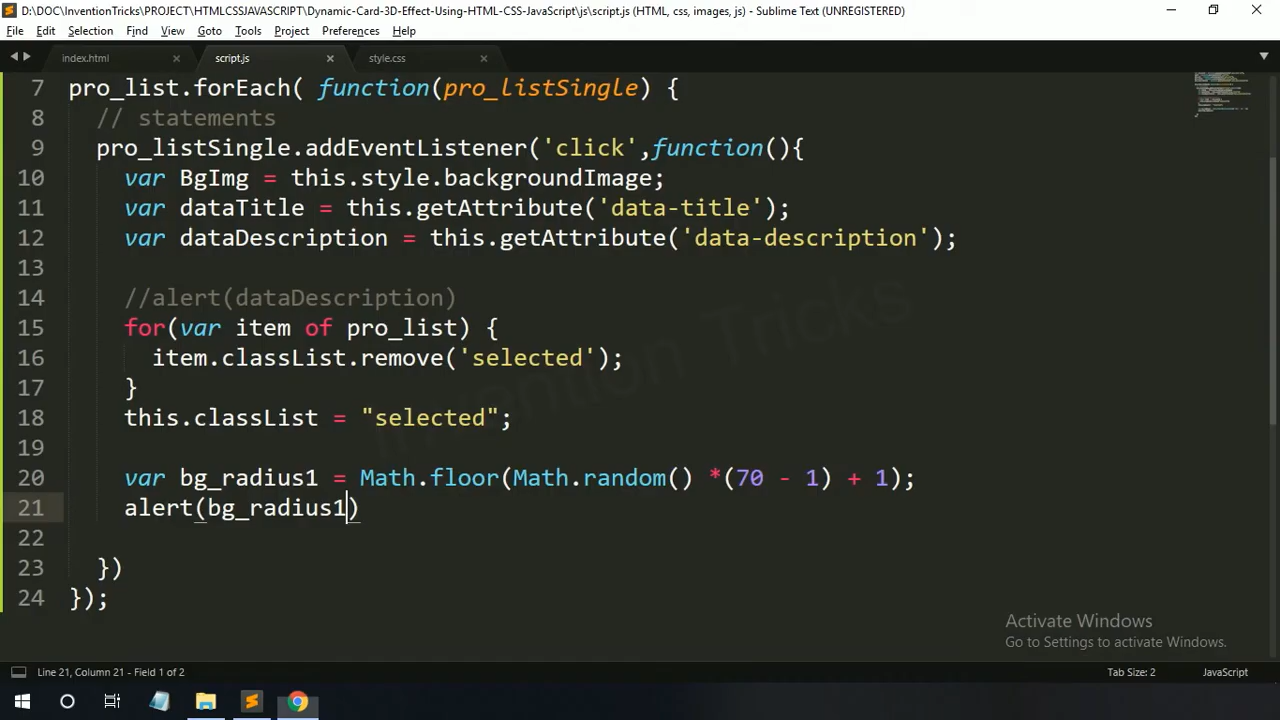 D:\DOC\InventionTricks\PROJECT\HTMLCSSJAVASCRIPT\Dynamic-Card-3D-Effect-Using-HTML-CSS-JavaScript\js\script.js (HTML, css, images, js) - Sublime Text (UNREGISTERED)
File Edit Selection Find View Goto Tools Project Preferences Help
index.html script.js style.css
7 pro_list.forEach( function(pro_listSingle) {
8 // statements
9 pro_listSingle.addEventListener('click',function(){
10 var BgImg = this.style.backgroundImage;
11 var dataTitle = this.getAttribute('data-title');
12 var dataDescription = this.getAttribute('data-description');
13
14 //alert(dataDescription)
15 for(var item of pro_list) {
16 item.classList.remove('selected');
17 }
18 this.classList = "selected";
19
20 var bg_radius1 = Math.floor(Math.random() *(70 - 1) + 1);
21 alert(bg_radius1)
22
23 })
24 });
Invention Tricks
Activate Windows
Go to Settings to activate Windows.
Line 21, Column 21 - Field 1 of 2 Tab Size: 2 JavaScript